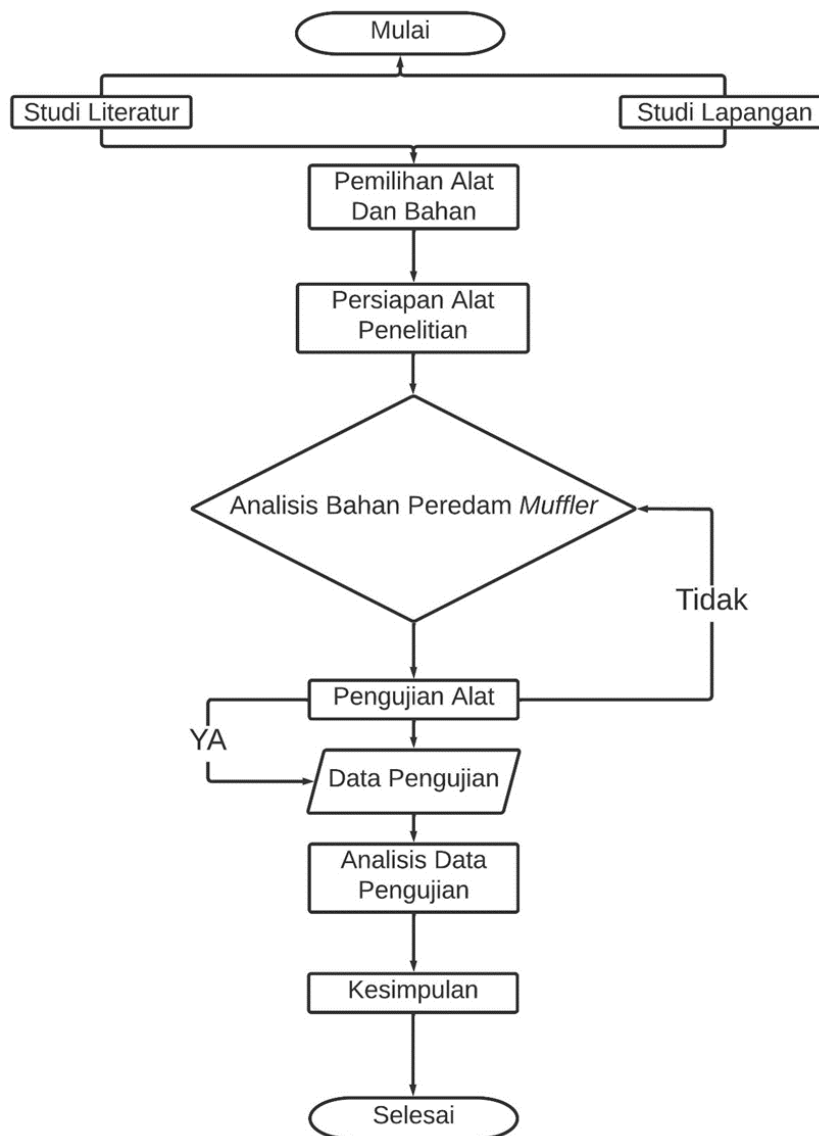 Mulai
Studi Literatur
Studi Lapangan
Pemilihan Alat
Dan Bahan
Persiapan Alat
Penelitian
Analisis Bahan Peredam Muffler
Tidak
Pengujian Alat
YA
Data Pengujian
Analisis Data
Pengujian
Kesimpulan
Selesai